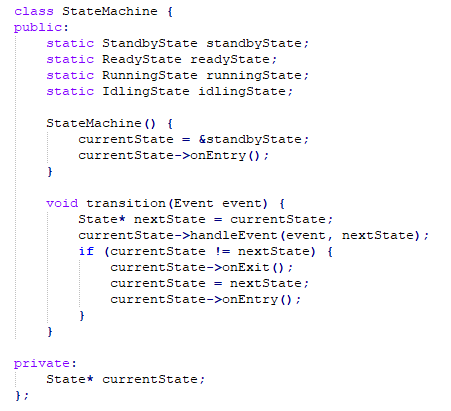 class StateMachine {
public:
    static StandbyState standbyState;
    static ReadyState readyState;
    static RunningState runningState;
    static IdlingState idlingState;

    StateMachine() {
        currentState = &standbyState;
        currentState->onEntry();
    }

    void transition(Event event) {
        State* nextState = currentState;
        currentState->handleEvent(event, nextState);
        if (currentState != nextState) {
            currentState->onExit();
            currentState = nextState;
            currentState->onEntry();
        }
    }

private:
    State* currentState;
};